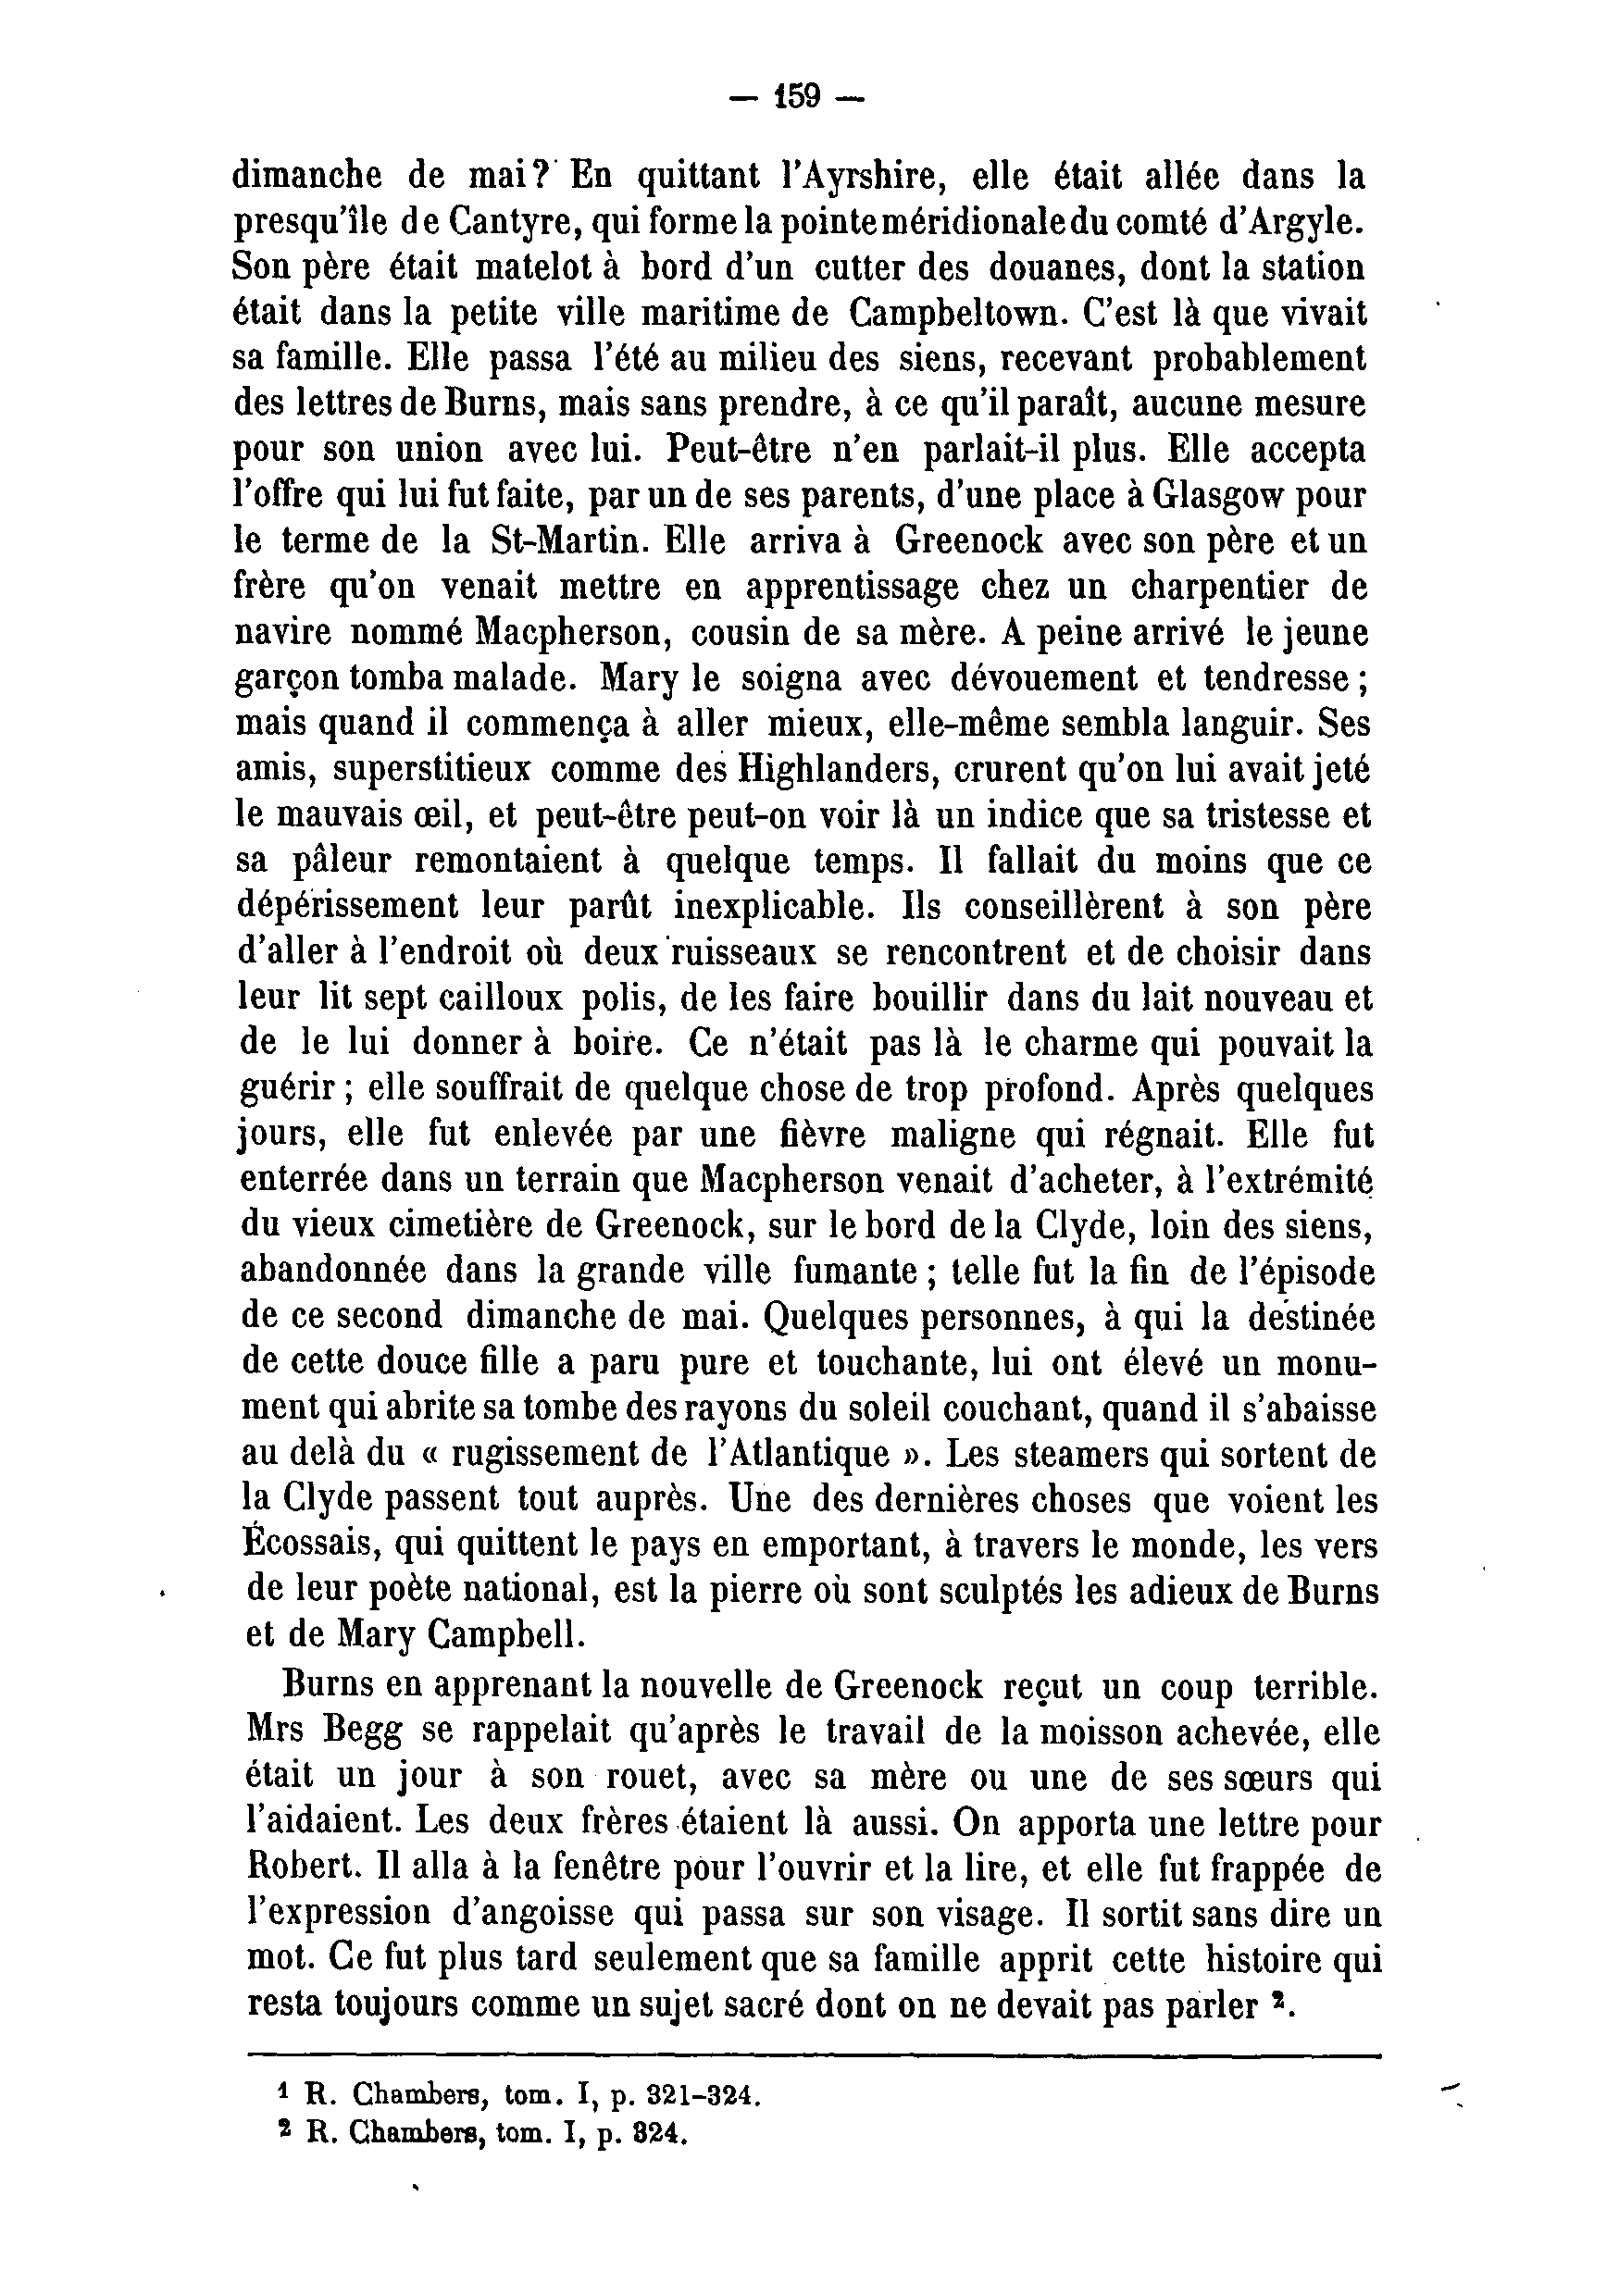 — 159 —
dimanche de mai? En quittant l'Ayrshire, elle était allée dans la
presqu'île de Cantyre, qui forme la pointe méridionale du comté d'Argyle.
Son père était matelot à bord d'un cutter des douanes, dont la station
était dans la petite ville maritime de Campbeltown. C'est là que vivait
sa famille. Elle passa l'été au milieu des siens, recevant probablement
des lettres de Burns, mais sans prendre, à ce qu'il paraît, aucune mesure
pour son union avec lui. Peut-être n'en parlait-il plus. Elle accepta
l'offre qui lui fut faite, par un de ses parents, d'une place à Glasgow pour
le terme de la St-Martin. Elle arriva à Greenock avec son père et un
frère qu'on venait mettre en apprentissage chez un charpentier de
navire nommé Macpherson, cousin de sa mère. A peine arrivé le jeune
garçon tomba malade. Mary le soigna avec dévouement et tendresse ;
mais quand il commença à aller mieux, elle-même sembla languir. Ses
amis, superstitieux comme des Highlanders, crurent qu'on lui avait jeté
le mauvais œil, et peut-être peut-on voir là un indice que sa tristesse et
sa pâleur remontaient à quelque temps. Il fallait du moins que ce
dépérissement leur parût inexplicable. Ils conseillèrent à son père
d'aller à l'endroit où deux ruisseaux se rencontrent et de choisir dans
leur lit sept cailloux polis, de les faire bouillir dans du lait nouveau et
de le lui donner à boire. Ce n'était pas là le charme qui pouvait la
guérir ; elle souffrait de quelque chose de trop profond. Après quelques
jours, elle fut enlevée par une fièvre maligne qui régnait. Elle fut
enterrée dans un terrain que Macpherson venait d'acheter, à l'extrémité
du vieux cimetière de Greenock, sur le bord de la Clyde, loin des siens,
abandonnée dans la grande ville fumante ; telle fut la fin de l'épisode
de ce second dimanche de mai. Quelques personnes, à qui la destinée
de cette douce fille a paru pure et touchante, lui ont élevé un monu-
ment qui abrite sa tombe des rayons du soleil couchant, quand il s'abaisse
au delà du « rugissement de l'Atlantique ». Les steamers qui sortent de
la Clyde passent tout auprès. Une des dernières choses que voient les
Écossais, qui quittent le pays en emportant, à travers le monde, les vers
de leur poète national, est la pierre où sont sculptés les adieux de Burns
et de Mary Campbell.
Burns en apprenant la nouvelle de Greenock reçut un coup terrible.
Mrs Begg se rappelait qu'après le travail de la moisson achevée, elle
était un jour à son rouet, avec sa mère ou une de ses sœurs qui
l'aidaient. Les deux frères étaient là aussi. On apporta une lettre pour
Robert. Il alla à la fenêtre pour l'ouvrir et la lire, et elle fut frappée de
l'expression d'angoisse qui passa sur son visage. Il sortit sans dire un
mot. Ce fut plus tard seulement que sa famille apprit cette histoire qui
resta toujours comme un sujet sacré dont on ne devait pas parler ².
¹ R. Chambers, tom. I, p. 321-324.
² R. Chambers, tom. I, p. 324.